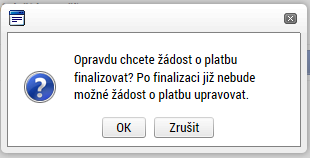 Opravdu chcete žádost o platbu
finalizovat? Po finalizaci již nebude
možné žádost o platbu upravovat.
OK
Zrušit